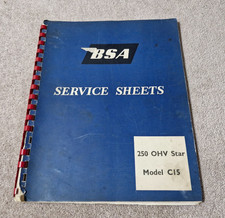 BSA
SERVICE SHEETS
250 OHV Star
Model C15